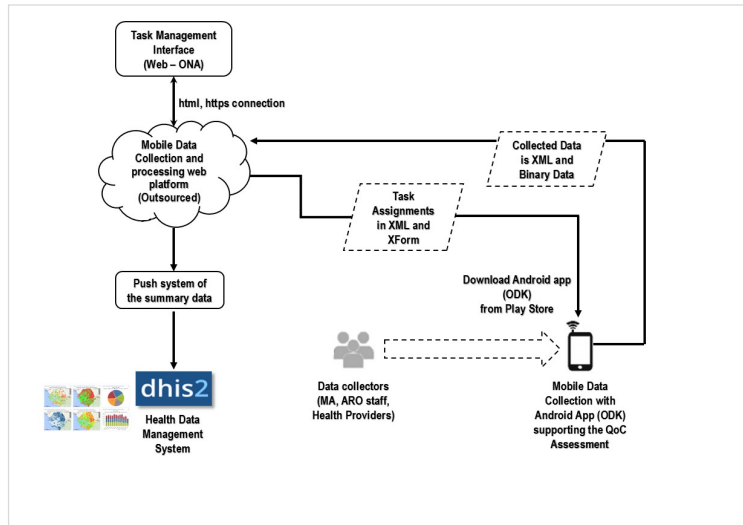 Task Management
Interface
(Web – ONA)
html, https connection
Mobile Data
Collection and
processing web
platform
(Outsourced)
Collected Data
is XML and
Binary Data
Task
Assignments
in XML and
XForm
Push system of
the summary data
Download Android app
(ODK)
from Play Store
dhis2
Health Data
Management
System
Data collectors
(MA, ARO staff,
Health Providers)
Mobile Data
Collection with
Android App (ODK)
supporting the QoC
Assessment